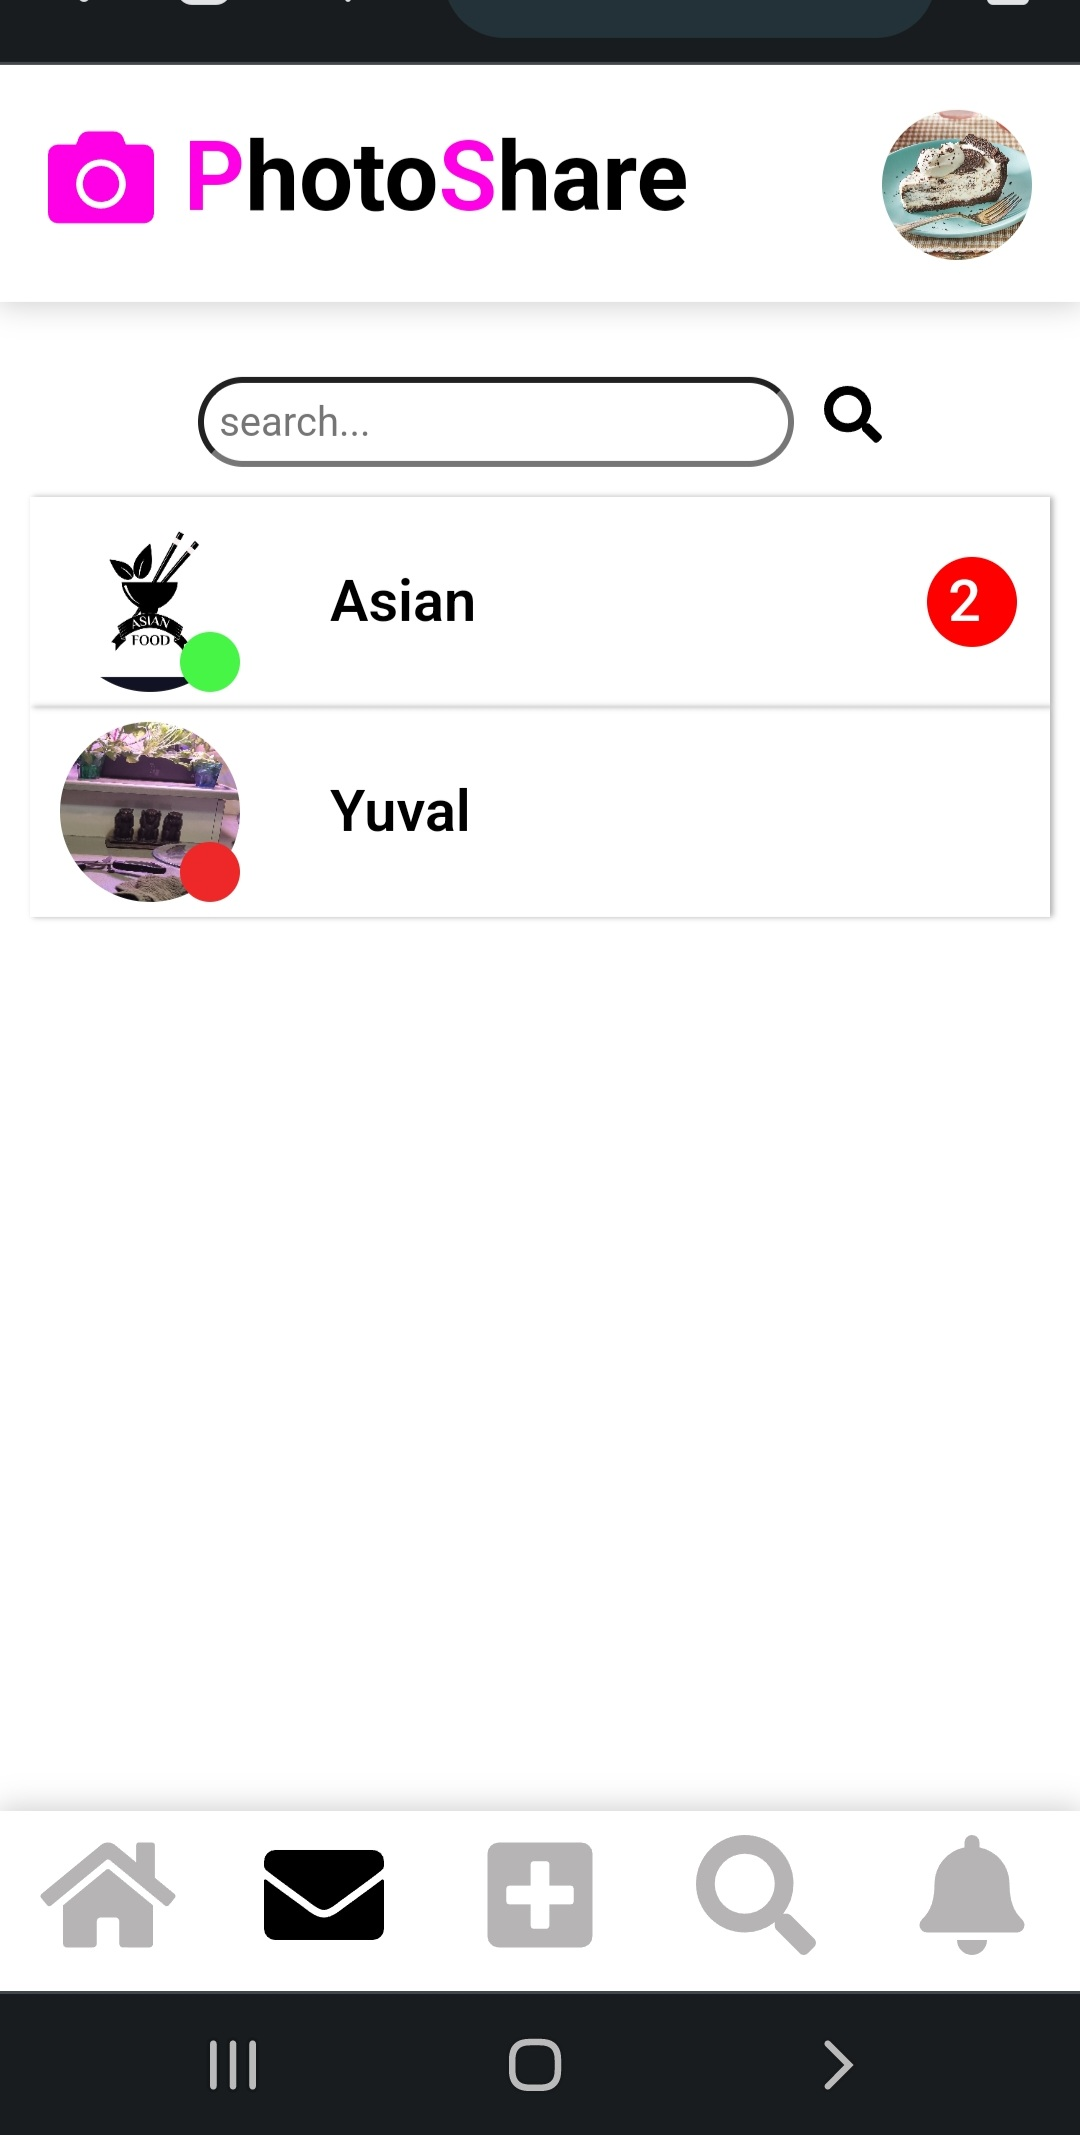 PhotoShare
search...
ASIAN
FOOD
Asian
2
Yuval